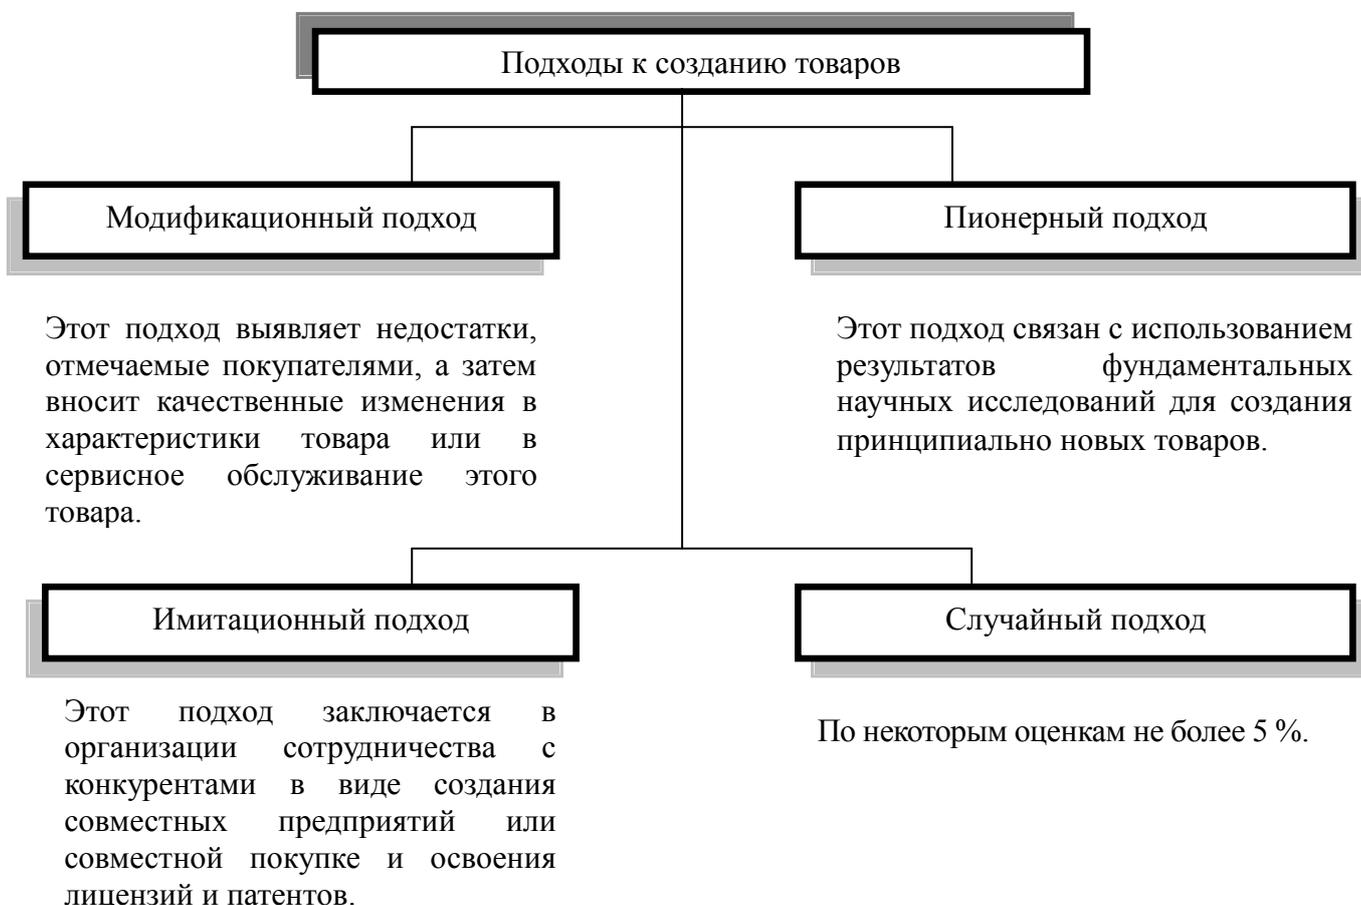 Подходы к созданию товаров
Модификационный подход
Этот подход выявляет недостатки,
отмечаемые покупателями, а затем
вносит качественные изменения в
характеристики товара или в
сервисное обслуживание этого
товара.
Пионерный подход
Этот подход связан с использованием
результатов фундаментальных
научных исследований для создания
принципиально новых товаров.
Имитационный подход
Этот подход заключается в
организации сотрудничества с
конкурентами в виде создания
совместных предприятий или
совместной покупке и освоения
лицензий и патентов.
Случайный подход
По некоторым оценкам не более 5 %.